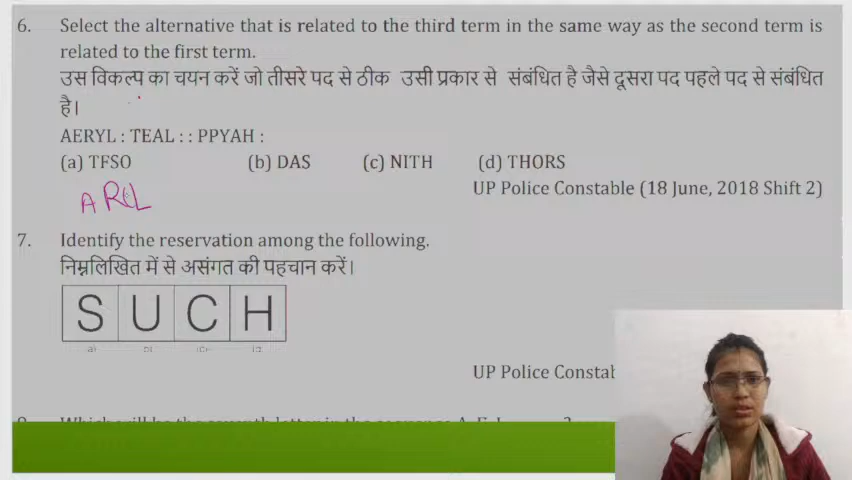 6. Select the alternative that is related to the third term in the same way as the second term is
related to the first term.
उस विकल्प का चयन करें जो तीसरे पद से ठीक उसी प्रकार से संबंधित है जैसे दूसरा पद पहले पद से संबंधित
है।
AERYL : TEAL : : PPYAH :
(a) TFSO (b) DAS (c) NITH (d) THORS
UP Police Constable (18 June, 2018 Shift 2)
7. Identify the reservation among the following.
निम्नलिखित में से असंगत की पहचान करें।
S U C H
UP Police Constab